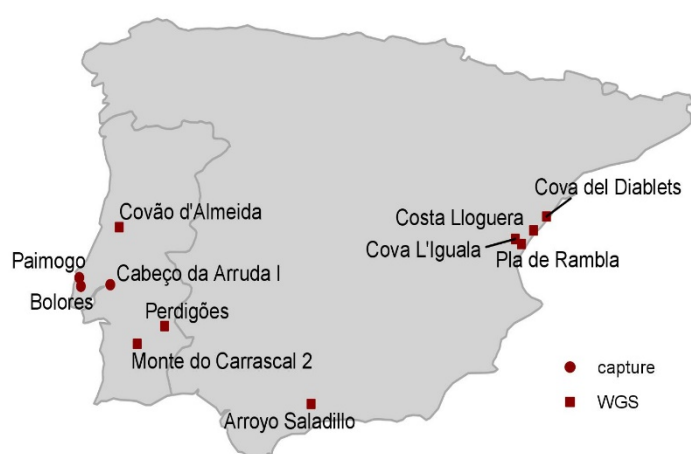 Cova del Diablets
Covão d'Almeida
Costa Lloguera
Cova L'Iguala
Pla de Rambla
Paimogo
Cabeço da Arruda I
Bolores
Perdigões
Monte do Carrascal 2
capture
WGS
Arroyo Saladillo